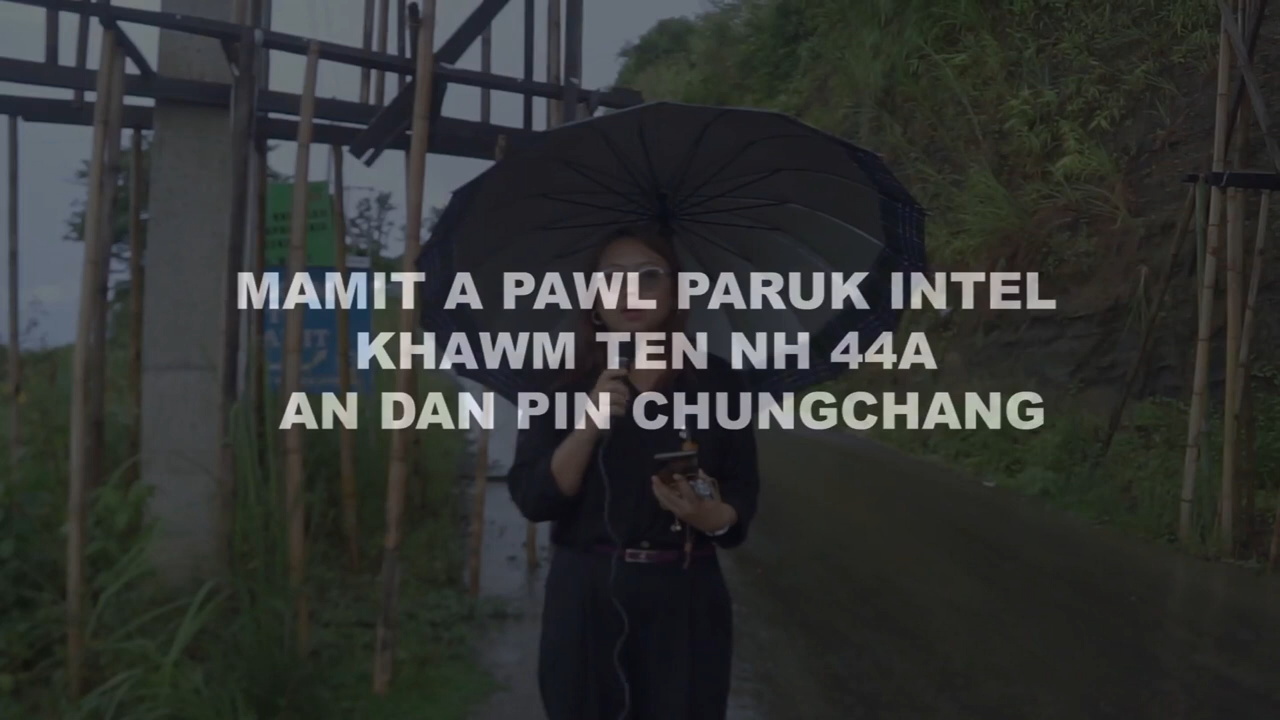 MAMIT A PAWL PARUK INTEL
KHAWM TEN NH 44A
AN DAN PIN CHUNGCHANG